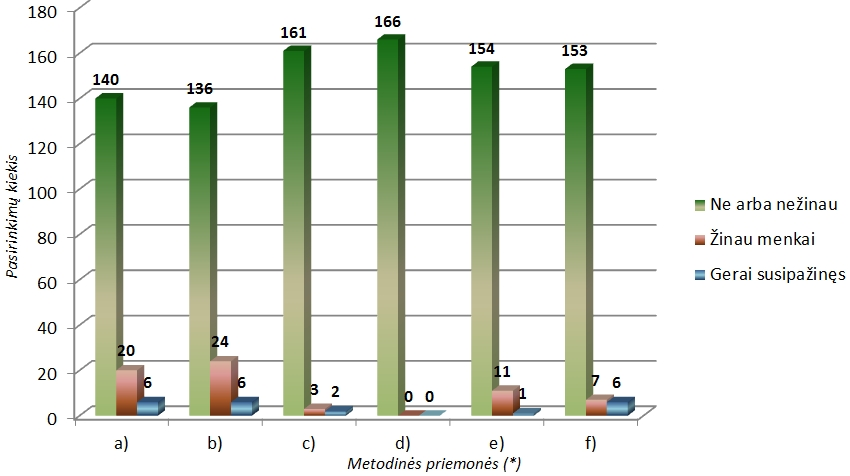 180
160
140
120
100
80
60
40
20
0
Pasirinkimų kiekis
140
20
6
136
24
6
161
3
2
166
0
0
154
11
1
153
7
6
a)
b)
c)
d)
e)
f)
Metodinės priemonės (*)
Ne arba nežinau
Žinau menkai
Gerai susipažinęs